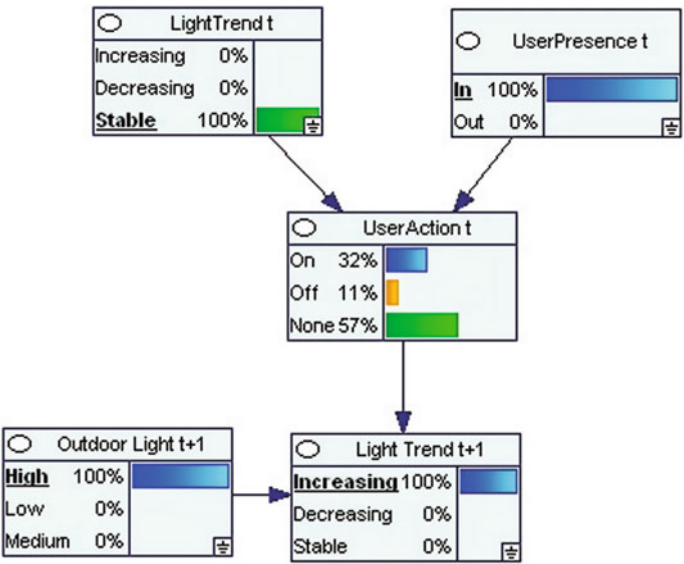 LightTrend t
Increasing 0%
Decreasing 0%
Stable 100%
UserPresence t
In 100%
Out 0%
UserAction t
On 32%
Off 11%
None 57%
Outdoor Light t+1
High 100%
Low 0%
Medium 0%
Light Trend t+1
Increasing 100%
Decreasing 0%
Stable 0%